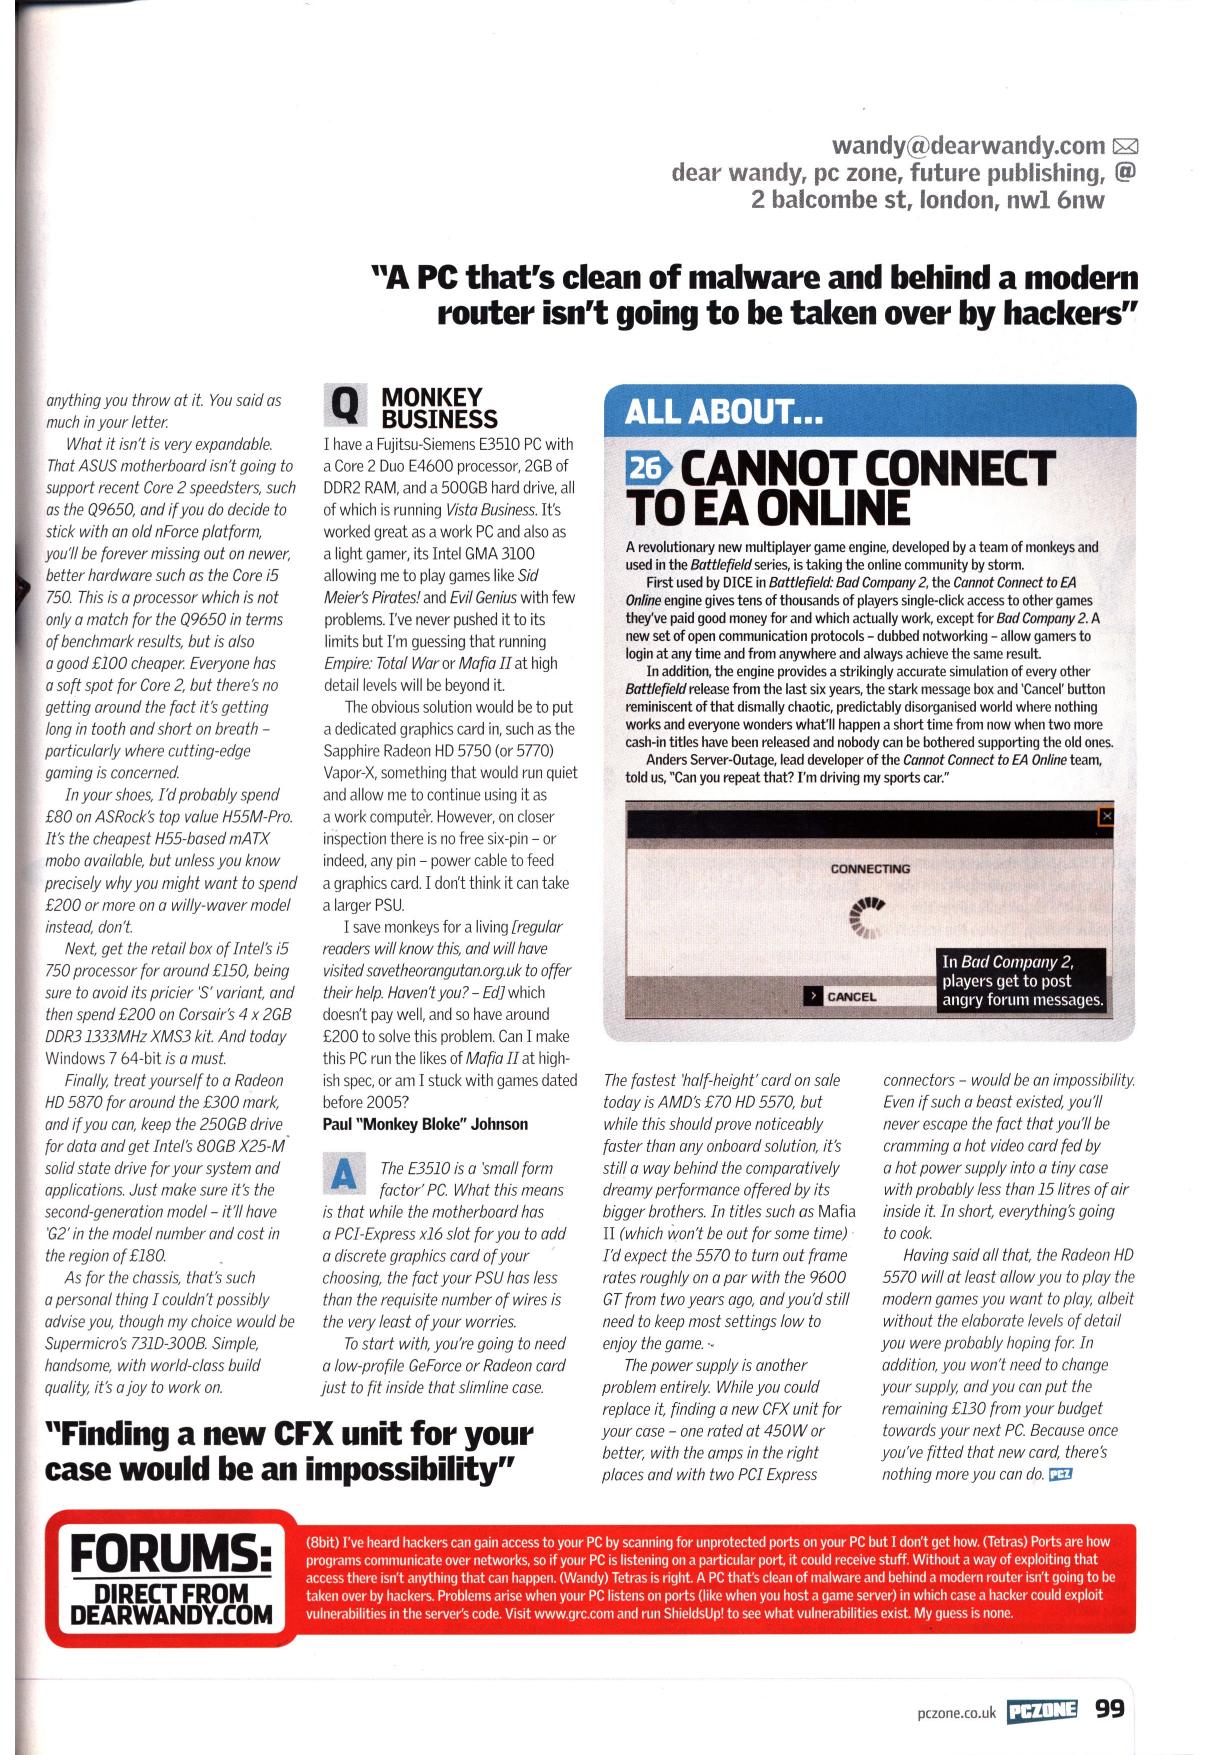 wandy@dearwandy.com
dear wandy, pc zone, future publishing, @
2 balcombe st, london, nw1 6nw
"A PC that's clean of malware and behind a modern
router isn't going to be taken over by hackers"
anything you throw at it. You said as
much in your letter.
What it isn't is very expandable.
That ASUS motherboard isn't going to
support recent Core 2 speedsters, such
as the Q9650, and if you do decide to
stick with an old nForce platform,
you'll be forever missing out on newer,
better hardware such as the Core i5
750. This is a processor which is not
only a match for the Q9650 in terms
of benchmark results, but is also
a good £100 cheaper. Everyone has
a soft spot for Core 2, but there's no
getting around the fact it's getting
long in tooth and short on breath –
particularly where cutting-edge
gaming is concerned.
In your shoes, I'd probably spend
£80 on ASRock's top value H55M-Pro.
It's the cheapest H55-based mATX
mobo available, but unless you know
precisely why you might want to spend
£200 or more on a willy-waver model
instead, don't.
Next, get the retail box of Intel's i5
750 processor for around £150, being
sure to avoid its pricier 'S' variant, and
then spend £200 on Corsair's 4 x 2GB
DDR3 1333MHz XMS3 kit. And today
Windows 7 64-bit is a must.
Finally, treat yourself to a Radeon
HD 5870 for around the £300 mark,
and if you can, keep the 250GB drive
for data and get Intel's 80GB X25-M
solid state drive for your system and
applications. Just make sure it's the
second-generation model – it'll have
'G2' in the model number and cost in
the region of £180.
As for the chassis, that's such
a personal thing I couldn't possibly
advise you, though my choice would be
Supermicro's 731D-300B. Simple,
handsome, with world-class build
quality, it's a joy to work on.
"Finding a new CFX unit for your
case would be an impossibility"
Q MONKEY
BUSINESS
I have a Fujitsu-Siemens E3510 PC with
a Core 2 Duo E4600 processor, 2GB of
DDR2 RAM, and a 500GB hard drive, all
of which is running Vista Business. It's
worked great as a work PC and also as
a light gamer, its Intel GMA 3100
allowing me to play games like Sid
Meier's Pirates! and Evil Genius with few
problems. I've never pushed it to its
limits but I'm guessing that running
Empire: Total War or Mafia II at high
detail levels will be beyond it.
The obvious solution would be to put
a dedicated graphics card in, such as the
Sapphire Radeon HD 5750 (or 5770)
Vapor-X, something that would run quiet
and allow me to continue using it as
a work computer. However, on closer
inspection there is no free six-pin – or
indeed, any pin – power cable to feed
a graphics card. I don't think it can take
a larger PSU.
I save monkeys for a living [regular
readers will know this, and will have
visited savetheorangutan.org.uk to offer
their help. Haven't you? – Ed] which
doesn't pay well, and so have around
£200 to solve this problem. Can I make
this PC run the likes of Mafia II at high-
ish spec, or am I stuck with games dated
before 2005?
Paul "Monkey Bloke" Johnson
A The E3510 is a 'small form
factor' PC. What this means
is that while the motherboard has
a PCI-Express x16 slot for you to add
a discrete graphics card of your
choosing, the fact your PSU has less
than the requisite number of wires is
the very least of your worries.
To start with, you're going to need
a low-profile GeForce or Radeon card
just to fit inside that slimline case.
The fastest 'half-height' card on sale
today is AMD's £70 HD 5570, but
while this should prove noticeably
faster than any onboard solution, it's
still a way behind the comparatively
dreamy performance offered by its
bigger brothers. In titles such as Mafia
II (which won't be out for some time)
I'd expect the 5570 to turn out frame
rates roughly on a par with the 9600
GT from two years ago, and you'd still
need to keep most settings low to
enjoy the game.
The power supply is another
problem entirely. While you could
replace it, finding a new CFX unit for
your case – one rated at 450W or
better, with the amps in the right
places and with two PCI Express
connectors – would be an impossibility.
Even if such a beast existed, you'll
never escape the fact that you'll be
cramming a hot video card fed by
a hot power supply into a tiny case
with probably less than 15 litres of air
inside it. In short, everything's going
to cook.
Having said all that, the Radeon HD
5570 will at least allow you to play the
modern games you want to play, albeit
without the elaborate levels of detail
you were probably hoping for. In
addition, you won't need to change
your supply, and you can put the
remaining £130 from your budget
towards your next PC. Because once
you've fitted that new card, there's
nothing more you can do. PCZ
ALL ABOUT...
26 CANNOT CONNECT
TO EA ONLINE
A revolutionary new multiplayer game engine, developed by a team of monkeys and
used in the Battlefield series, is taking the online community by storm.
First used by DICE in Battlefield: Bad Company 2, the Cannot Connect to EA
Online engine gives tens of thousands of players single-click access to other games
they've paid good money for and which actually work, except for Bad Company 2. A
new set of open communication protocols – dubbed notworking – allow gamers to
login at any time and from anywhere and always achieve the same result.
In addition, the engine provides a strikingly accurate simulation of every other
Battlefield release from the last six years, the stark message box and 'Cancel' button
reminiscent of that dismally chaotic, predictably disorganised world where nothing
works and everyone wonders what'll happen a short time from now when two more
cash-in titles have been released and nobody can be bothered supporting the old ones.
Anders Server-Outage, lead developer of the Cannot Connect to EA Online team,
told us, "Can you repeat that? I'm driving my sports car."
CONNECTING
CANCEL
In Bad Company 2,
players get to post
angry forum messages.
FORUMS:
DIRECT FROM
DEARWANDY.COM
(8bit) I've heard hackers can gain access to your PC by scanning for unprotected ports on your PC but I don't get how. (Tetras) Ports are how
programs communicate over networks, so if your PC is listening on a particular port, it could receive stuff. Without a way of exploiting that
access there isn't anything that can happen. (Wandy) Tetras is right. A PC that's clean of malware and behind a modern router isn't going to be
taken over by hackers. Problems arise when your PC listens on ports (like when you host a game server) in which case a hacker could exploit
vulnerabilities in the server's code. Visit www.grc.com and run ShieldsUp! to see what vulnerabilities exist. My guess is none.
pczone.co.uk PCZONE 99